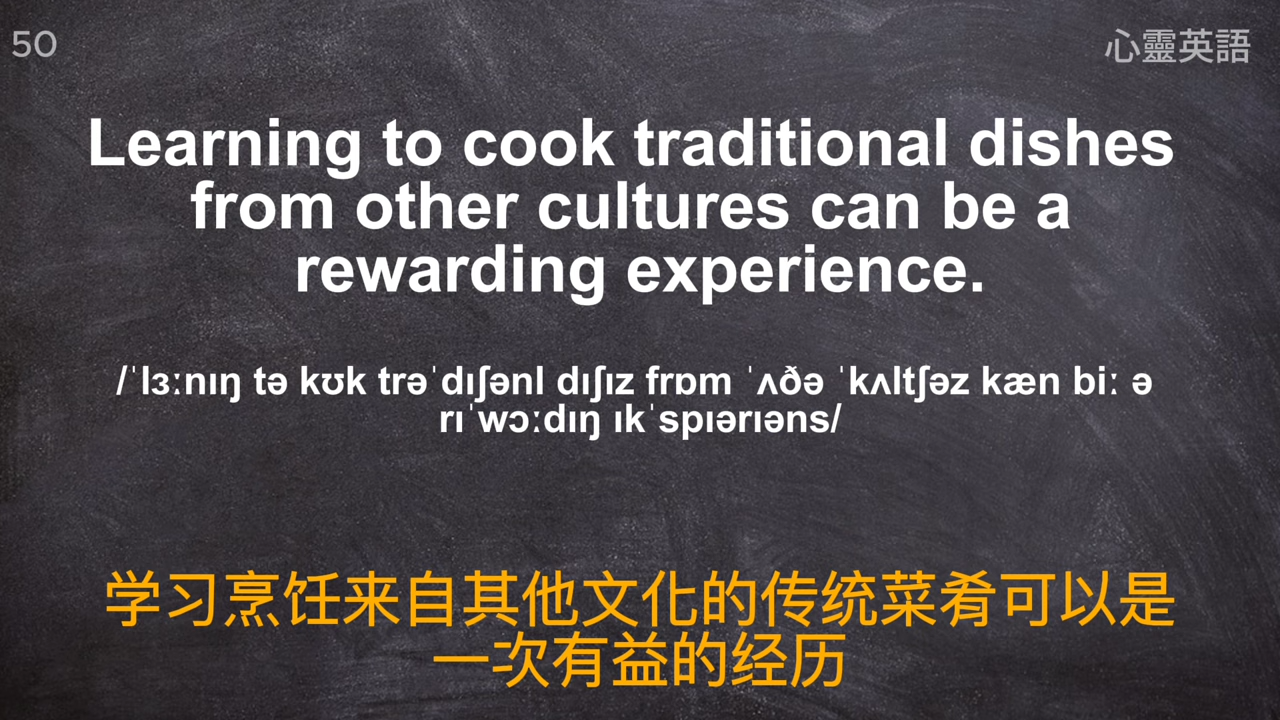 50
心靈英語
Learning to cook traditional dishes
from other cultures can be a
rewarding experience.
/ˈlɜːnɪŋ tə kʊk trəˈdɪʃənl dɪʃɪz frɒm ˈʌðə ˈkʌltʃəz kæn biː ə
rɪˈwɔːdɪŋ ɪkˈspɪərɪəns/
学习烹饪来自其他文化的传统菜肴可以是
一次有益的经历